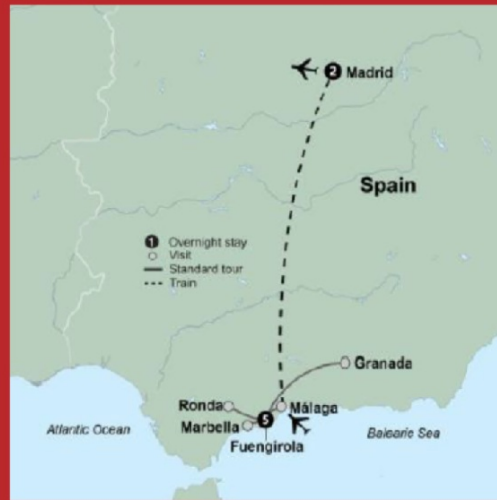 2 Madrid
Spain
1 Overnight stay
Visit
Standard tour
Train
Granada
Ronda
Málaga
5
Marbella
Fuengirola
Atlantic Ocean
Balearic Sea